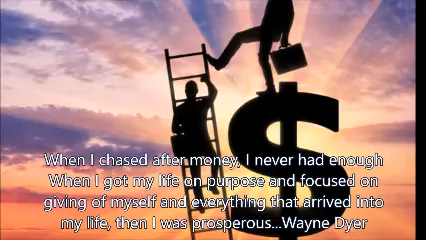 When I chased after money, I never had enough
When I got my life on purpose and focused on
giving of myself and everything that arrived into
my life, then I was prosperous...Wayne Dyer